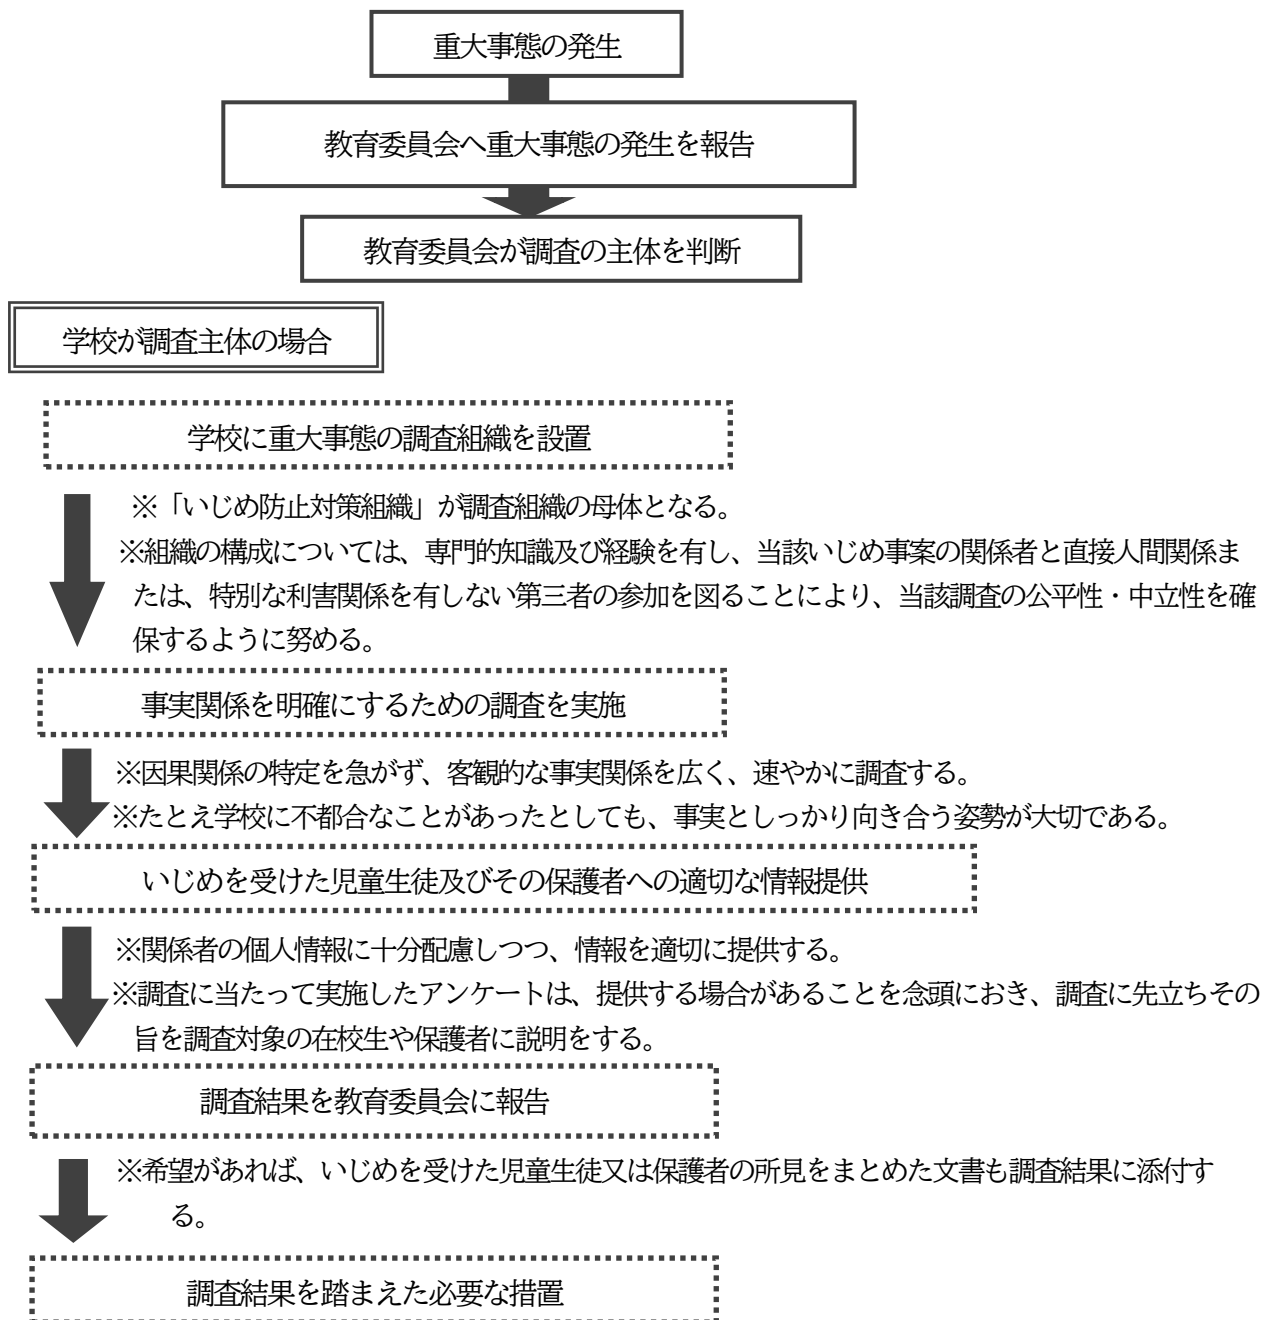 重大事態の発生
教育委員会へ重大事態の発生を報告
教育委員会が調査の主体を判断
学校が調査主体の場合
学校に重大事態の調査組織を設置
※「いじめ防止対策組織」が調査組織の母体となる。
※組織の構成については、専門的知識及び経験を有し、当該いじめ事案の関係者と直接人間関係ま
たは、特別な利害関係を有しない第三者の参加を図ることにより、当該調査の公平性・中立性を確
保するように努める。
事実関係を明確にするための調査を実施
※因果関係の特定を急がず、客観的な事実関係を広く、速やかに調査する。
※たとえ学校に不都合なことがあったとしても、事実としっかり向き合う姿勢が大切である。
いじめを受けた児童生徒及びその保護者への適切な情報提供
※関係者の個人情報に十分配慮しつつ、情報を適切に提供する。
※調査に当たって実施したアンケートは、提供する場合があることを念頭におき、調査に先立ちその
旨を調査対象の在校生や保護者に説明をする。
調査結果を教育委員会に報告
※希望があれば、いじめを受けた児童生徒又は保護者の所見をまとめた文書も調査結果に添付す
る。
調査結果を踏まえた必要な措置